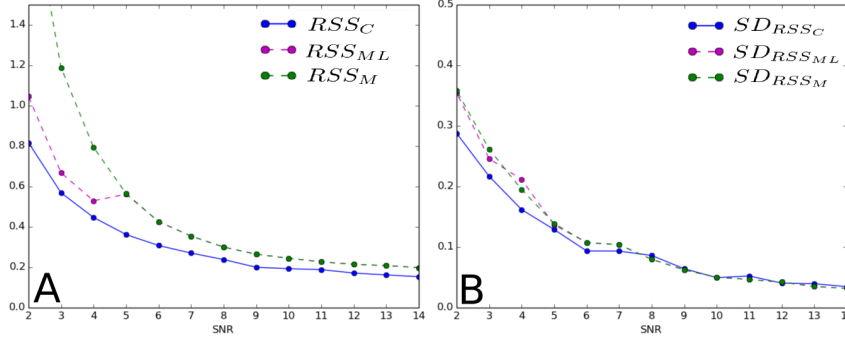 1.4
1.2
1.0
0.8
0.6
0.4
0.2
0.0
2 3 4 5 6 7 8 9 10 11 12 13 14
SNR
RSS_C
RSS_ML
RSS_M
A
0.5
0.4
0.3
0.2
0.1
0.0
2 3 4 5 6 7 8 9 10 11 12 13 1
SNR
SD_RSS_C
SD_RSS_ML
SD_RSS_M
B